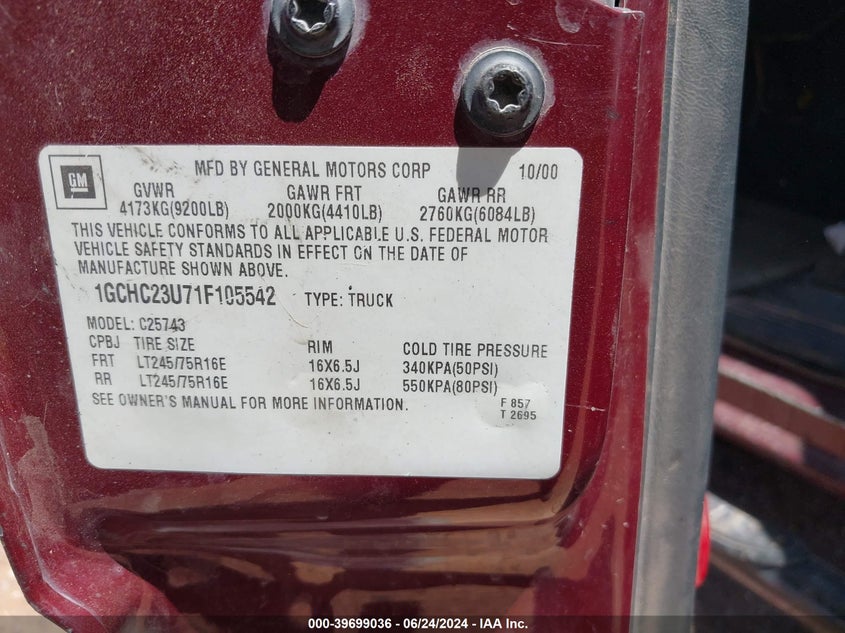 GM
MFD BY GENERAL MOTORS CORP 10/00
GVWR GAWR FRT GAWR RR
4173KG(9200LB) 2000KG(4410LB) 2760KG(6084LB)
THIS VEHICLE CONFORMS TO ALL APPLICABLE U.S. FEDERAL MOTOR
VEHICLE SAFETY STANDARDS IN EFFECT ON THE DATE OF
MANUFACTURE SHOWN ABOVE.
1GCHC23U71F105542 TYPE: TRUCK
MODEL: C25743
CPBJ TIRE SIZE RIM COLD TIRE PRESSURE
FRT LT245/75R16E 16X6.5J 340KPA(50PSI)
RR LT245/75R16E 16X6.5J 550KPA(80PSI)
SEE OWNER'S MANUAL FOR MORE INFORMATION. F 857
T 2695
000-39699036 - 06/24/2024 - IAA Inc.